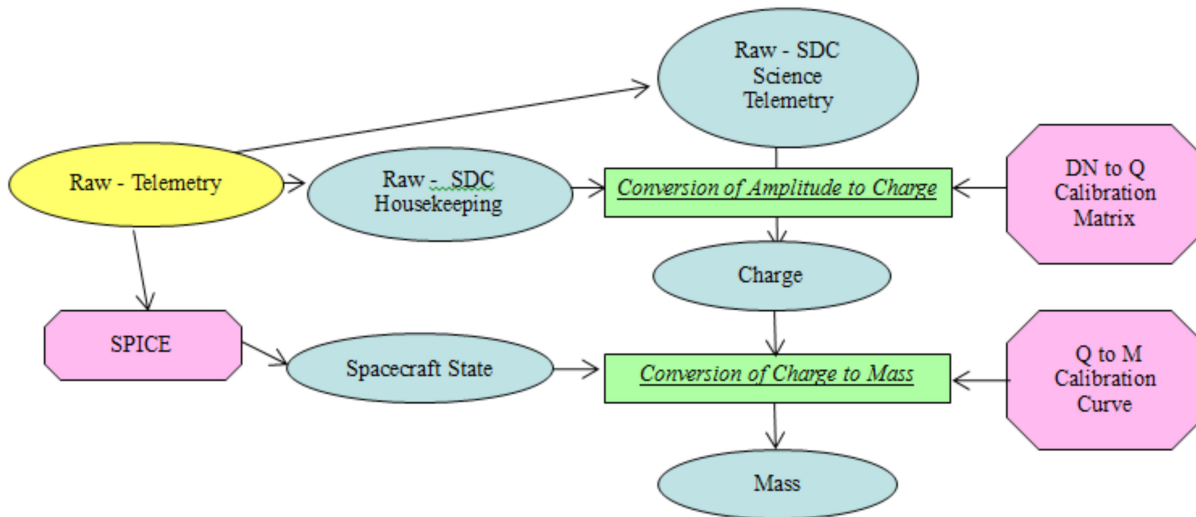 Raw - SDC
Science
Telemetry
Raw - Telemetry
Raw - SDC
Housekeeping
Conversion of Amplitude to Charge
DN to Q
Calibration
Matrix
Charge
SPICE
Spacecraft State
Conversion of Charge to Mass
Q to M
Calibration
Curve
Mass